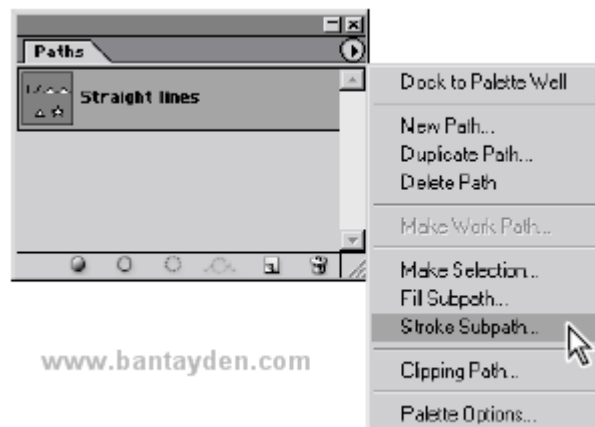 Paths
Straight lines
Dock to Palette Well
New Path...
Duplicate Path...
Delete Path
Make Work Path...
Make Selection...
Fill Subpath...
Stroke Subpath...
Clipping Path...
Palette Options...
www.bantayden.com